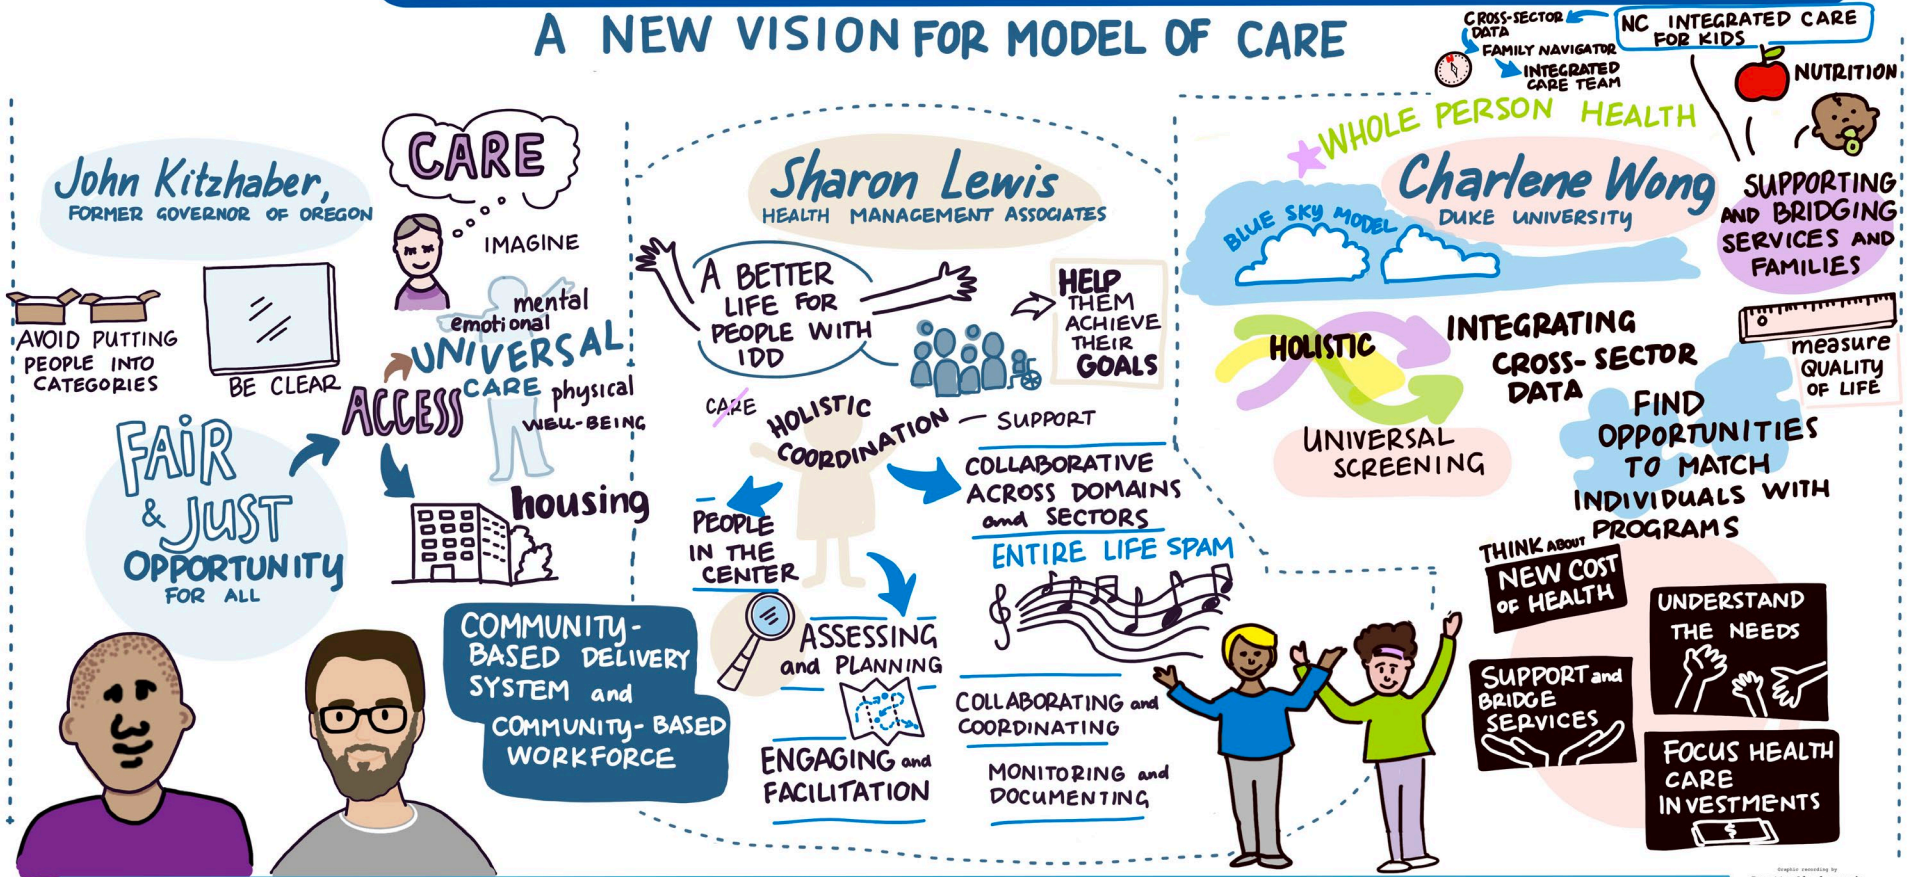 A NEW VISION FOR MODEL OF CARE
John Kitzhaber,
FORMER GOVERNOR OF OREGON
CARE
IMAGINE
AVOID PUTTING
PEOPLE INTO
CATEGORIES
BE CLEAR
mental
emotional
UNIVERSAL
CARE
physical
WELL-BEING
ACCESS
FAIR
& JUST
OPPORTUNITY
FOR ALL
housing
COMMUNITY-
BASED DELIVERY
SYSTEM and
COMMUNITY-BASED
WORKFORCE
Sharon Lewis
HEALTH MANAGEMENT ASSOCIATES
A BETTER
LIFE FOR
PEOPLE WITH
IDD
HELP
THEM
ACHIEVE
THEIR
GOALS
CARE
HOLISTIC
COORDINATION
— SUPPORT
PEOPLE
IN THE
CENTER
COLLABORATIVE
ACROSS DOMAINS
and SECTORS
ENTIRE LIFE SPAM
ASSESSING
and PLANNING
ENGAGING and
FACILITATION
COLLABORATING and
COORDINATING
MONITORING and
DOCUMENTING
NC INTEGRATED CARE
FOR KIDS
CROSS-SECTOR
DATA
FAMILY NAVIGATOR
INTEGRATED
CARE TEAM
NUTRITION
WHOLE PERSON HEALTH
Charlene Wong
DUKE UNIVERSITY
BLUE SKY MODEL
SUPPORTING
AND BRIDGING
SERVICES AND
FAMILIES
HOLISTIC
INTEGRATING
CROSS-SECTOR
DATA
measure
QUALITY
OF LIFE
UNIVERSAL
SCREENING
FIND
OPPORTUNITIES
TO MATCH
INDIVIDUALS WITH
PROGRAMS
THINK ABOUT
NEW COST
OF HEALTH
UNDERSTAND
THE NEEDS
SUPPORT and
BRIDGE
SERVICES
FOCUS HEALTH
CARE
INVESTMENTS
$
Graphic recording by